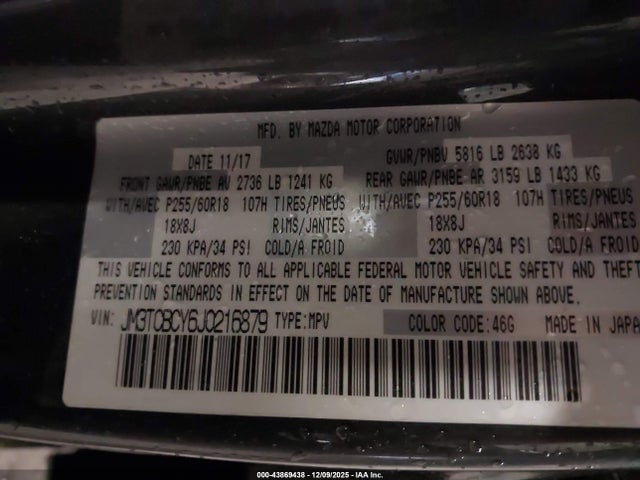 MFD. BY MAZDA MOTOR CORPORATION
DATE 11/17 GVWR/PNBV 5816 LB 2638 KG
FRONT GAWR/PNBE AV 2736 LB 1241 KG REAR GAWR/PNBE AR 3159 LB 1433 KG
WITH/AVEC P255/60R18 107H TIRES/PNEUS WITH/AVEC P255/60R18 107H TIRES/PNEUS
18X8J RIMS/JANTES 18X8J RIMS/JANTES
230 KPA/34 PSI COLD/A FROID 230 KPA/34 PSI COLD/A FROID
THIS VEHICLE CONFORMS TO ALL APPLICABLE FEDERAL MOTOR VEHICLE SAFETY AND THEFT
PREVENTION STANDARDS IN EFFECT ON THE DATE OF MANUFACTURE SHOWN ABOVE.
VIN: JM3TCBCY6J0216879 TYPE:MPV COLOR CODE:46G MADE IN JAPA
000-43869438 - 12/09/2025 - IAA Inc.